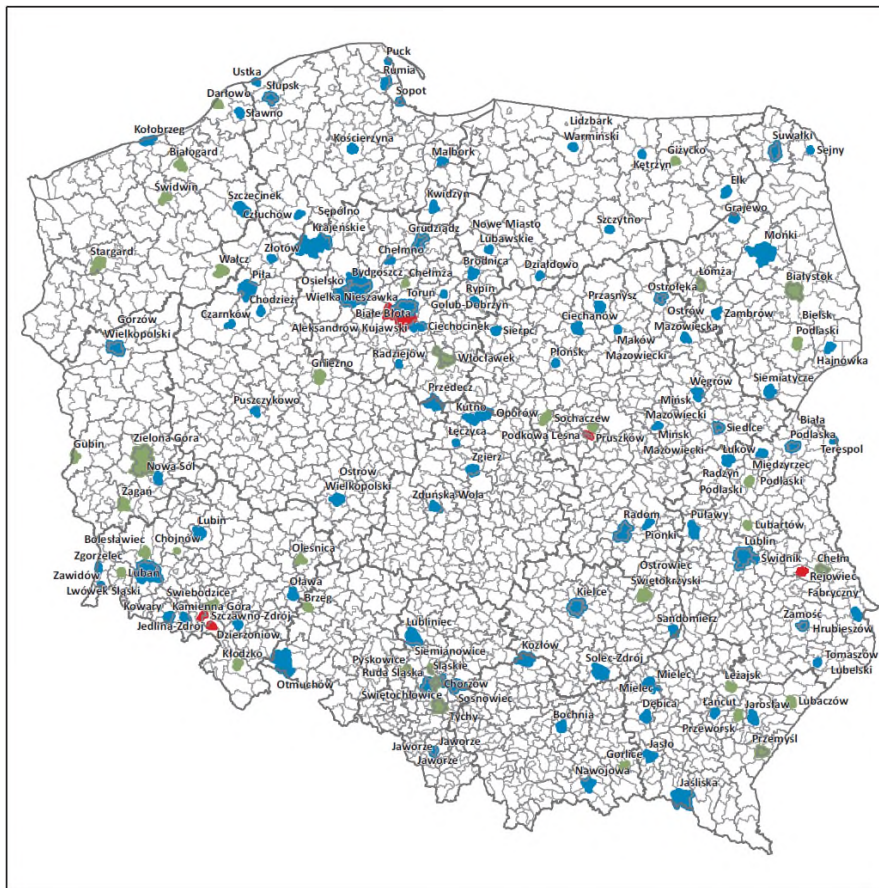 Puck
Ustka
Rumia
Słupsk
Darłowo
Sopot
Sławno
Lidzbark
Warmiński
Kołobrzeg
Kościerzyna
Giżycko
Suwałki
Białogard
Malbork
Kętrzyn
Sejny
Świdwin
Ełk
Szczecinek
Kwidzyn
Człuchów
Sępólno
Krajeńskie
Grudziądz
Nowe Miasto
Lubawskie
Szczytno
Grajewo
Stargard
Wałcz
Złotów
Chełmno
Mońki
Brodnica
Działdowo
Piła
Osielsko
Bydgoszcz
Chełmża
Łomża
Białystok
Chodzież
Wielka Nieszawka
Toruń
Rypin
Golub-Dobrzyń
Ostrołęka
Przasnysz
Ostrów
Mazowiecka
Zambrów
Bielsk
Podlaski
Gorzów
Wielkopolski
Czarnków
Białe Błota
Aleksandrów Kujawski
Ciechocinek
Sierpc
Ciechanów
Maków
Mazowiecki
Hajnówka
Radziejów
Włocławek
Płońsk
Gniezno
Siemiatycze
Węgrów
Przedecz
Puszczykowo
Kutno
Oporów
Sochaczew
Mińsk
Mazowiecki
Biała
Podlaska
Gubin
Zielona Góra
Łęczyca
Podkowa Leśna
Pruszków
Mińsk
Mazowiecki
Siedlce
Terespol
Nowa Sól
Zgierz
Łuków
Międzyrzec
Podlaski
Radzyń
Podlaski
Żagań
Ostrów
Wielkopolski
Zduńska Wola
Lubin
Radom
Pionki
Puławy
Lubartów
Bolesławiec
Chojnów
Lublin
Zgorzelec
Oleśnica
Świdnik
Chełm
Zawidów
Lubań
Ostrowiec
Świętokrzyski
Rejowiec
Fabryczny
Lwówek Śląski
Świebodzice
Oława
Kielce
Kowary
Kamienna Góra
Szczawno-Zdrój
Brzeg
Sandomierz
Zamość
Hrubieszów
Jedlina-Zdrój
Dzierżoniów
Lubliniec
Kłodzko
Siemianowice
Śląskie
Kozłów
Tomaszów
Lubelski
Pyskowice
Ruda Śląska
Chorzów
Solec-Zdrój
Mielec
Leżajsk
Otmuchów
Świętochłowice
Sosnowiec
Mielec
Łańcut
Lubaczów
Tychy
Bochnia
Dębica
Jarosław
Przeworsk
Jaworze
Jaworze
Gorlice
Jasło
Przemyśl
Jaworze
Nawojowa
Jaśliska